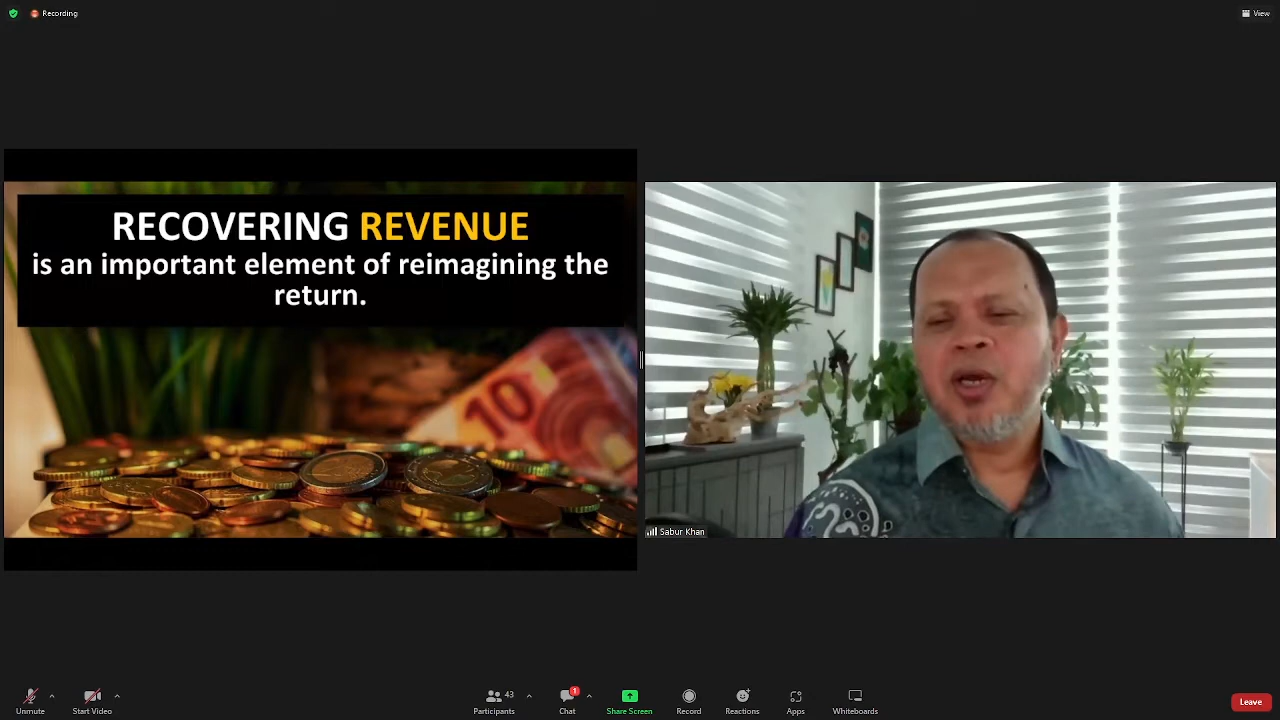 Recording
View
RECOVERING REVENUE
is an important element of reimagining the
return.
10
Sabur Khan
Unmute
Start Video
43
Participants
1
Chat
Share Screen
Record
Reactions
Apps
Whiteboards
Leave